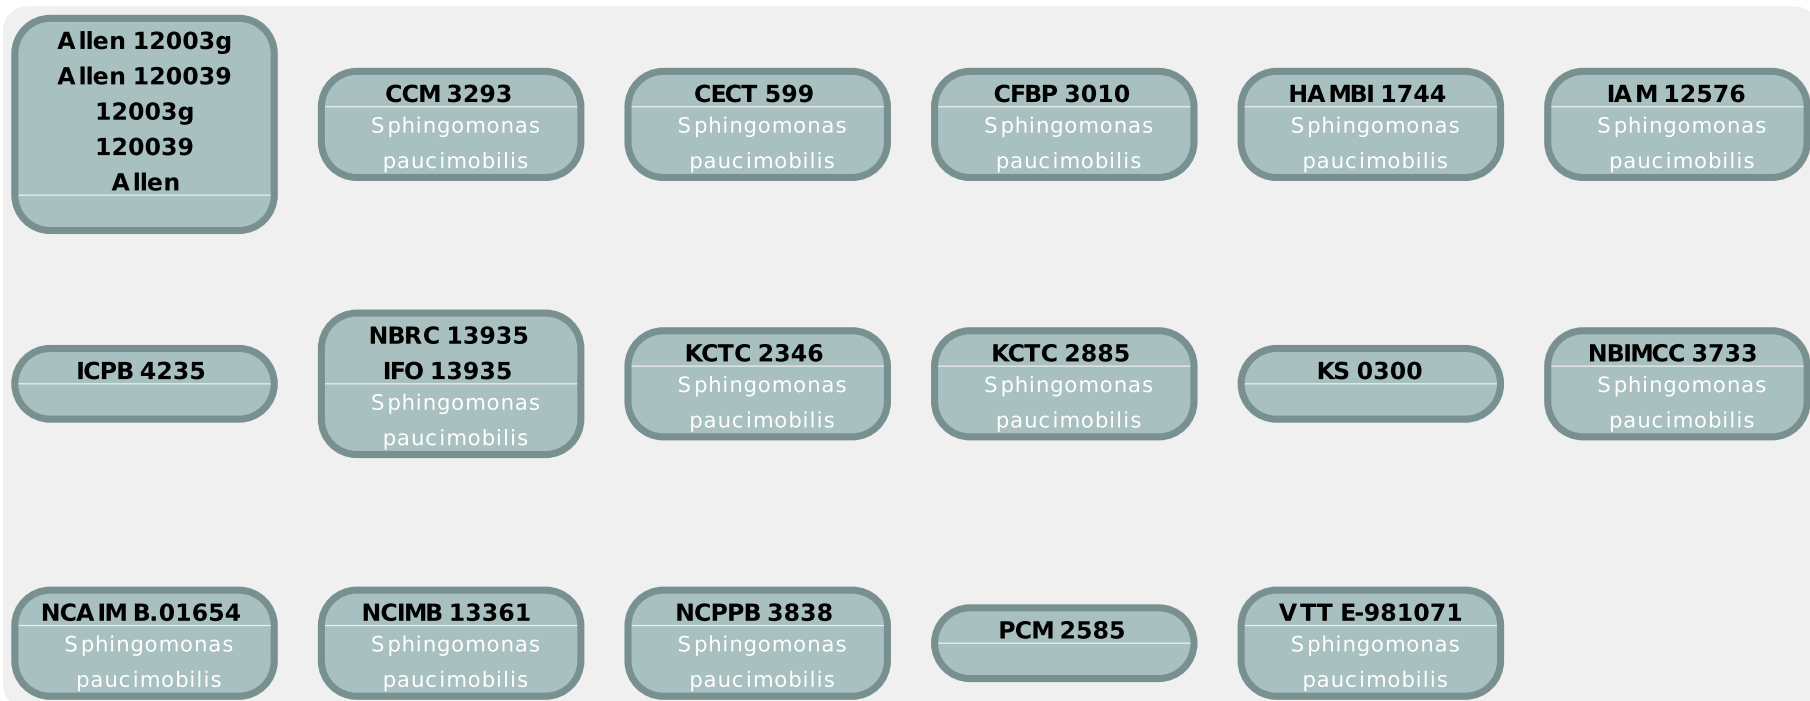 Allen 12003g
Allen 120039
12003g
120039
Allen
CCM 3293
Sphingomonas
paucimobilis
CECT 599
Sphingomonas
paucimobilis
CFBP 3010
Sphingomonas
paucimobilis
HAMBI 1744
Sphingomonas
paucimobilis
IAM 12576
Sphingomonas
paucimobilis
ICPB 4235
NBRC 13935
IFO 13935
Sphingomonas
paucimobilis
KCTC 2346
Sphingomonas
paucimobilis
KCTC 2885
Sphingomonas
paucimobilis
KS 0300
NBIMCC 3733
Sphingomonas
paucimobilis
NCAIM B.01654
Sphingomonas
paucimobilis
NCIMB 13361
Sphingomonas
paucimobilis
NCPPB 3838
Sphingomonas
paucimobilis
PCM 2585
VTT E-981071
Sphingomonas
paucimobilis